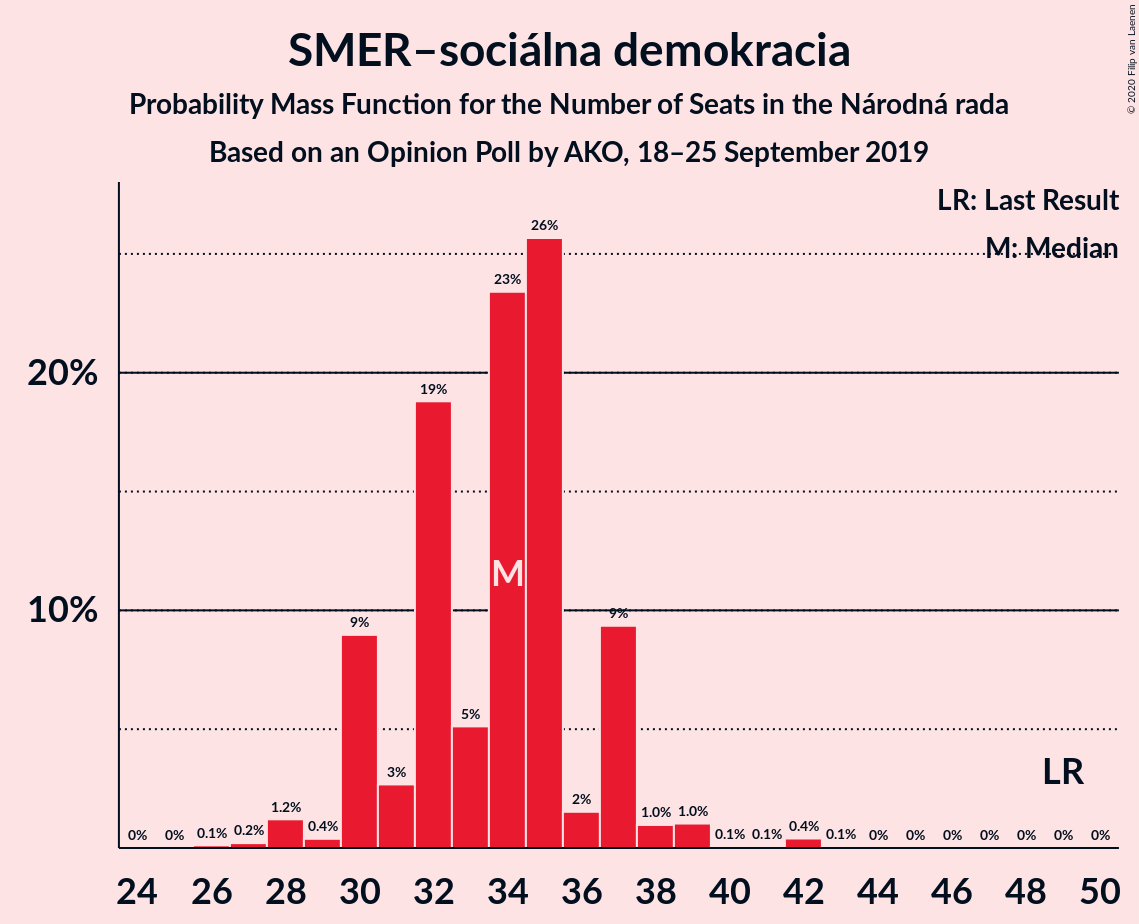 SMER–sociálna demokracia
Probability Mass Function for the Number of Seats in the Národná rada
Based on an Opinion Poll by AKO, 18–25 September 2019
© 2020 Filip van Laenen
LR: Last Result
M: Median
20%
10%
0% 0% 0.1% 0.2% 1.2% 0.4% 9% 3% 19% 5% 23% 26% 2% 9% 1.0% 1.0% 0.1% 0.1% 0.4% 0.1% 0% 0% 0% 0% 0% 0% 0%
M
LR
24 26 28 30 32 34 36 38 40 42 44 46 48 50